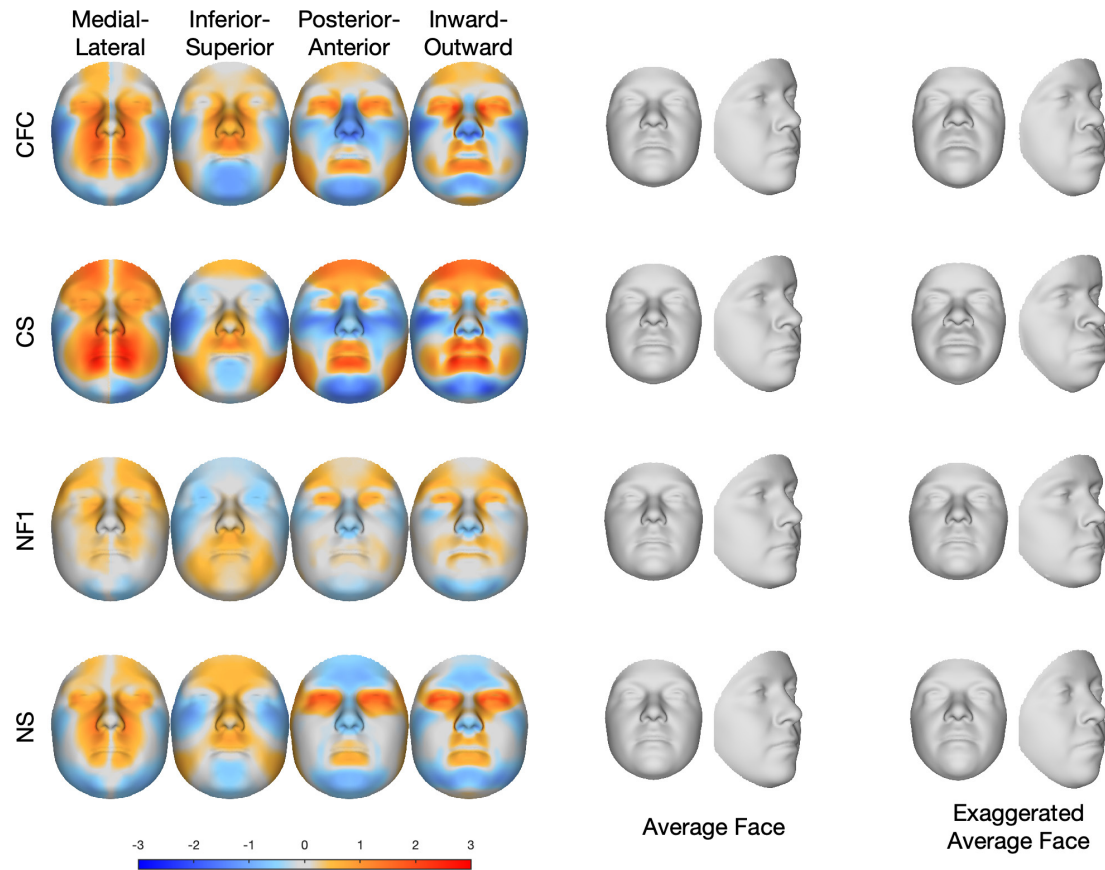 Medial-
Lateral
Inferior-
Superior
Posterior-
Anterior
Inward-
Outward
CFC
CS
NF1
NS
-3 -2 -1 0 1 2 3
Average Face
Exaggerated
Average Face